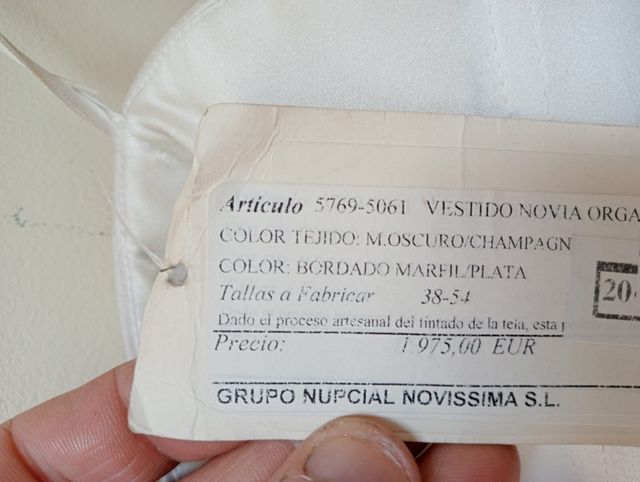 Artículo 5769-5061 VESTIDO NOVIA ORGA
COLOR TEJIDO: M.OSCURO/CHAMPAGN
COLOR: BORDADO MARFIL/PLATA
20
Tallas a Fabricar 38-54
Dado el proceso artesanal del tintado de la tela, esta
Precio: 1.975,00 EUR
GRUPO NUPCIAL NOVISSIMA S.L.